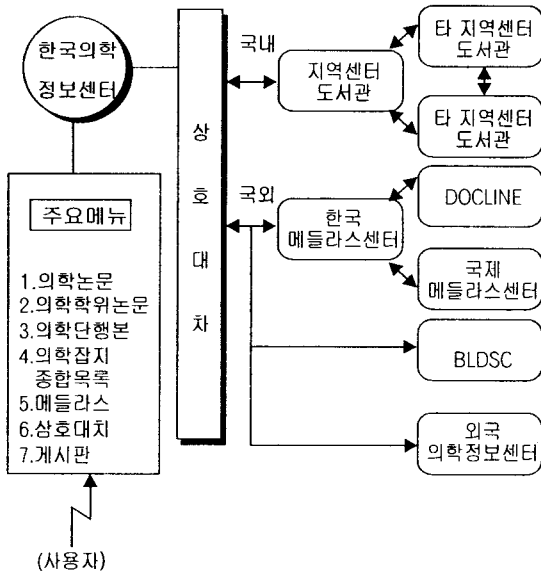 한국의학
정보센터
주요메뉴
1.의학논문
2.의학학위논문
3.의학단행본
4.의학잡지
종합목록
5.메들라스
6.상호대치
7.게시판
(사용자)
상
호
대
차
국내
지역센터
도서관
타 지역센터
도서관
타 지역센터
도서관
국외
한국
메들라스센터
DOCLINE
국제
메들라스센터
BLDSC
외국
의학정보센터